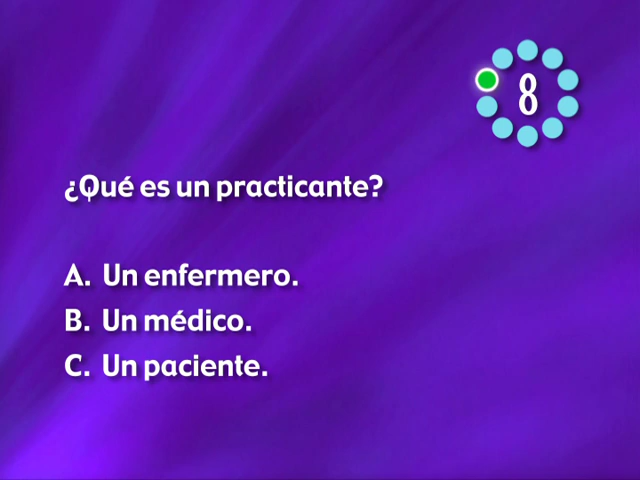 8
¿Qué es un practicante?
A. Un enfermero.
B. Un médico.
C. Un paciente.